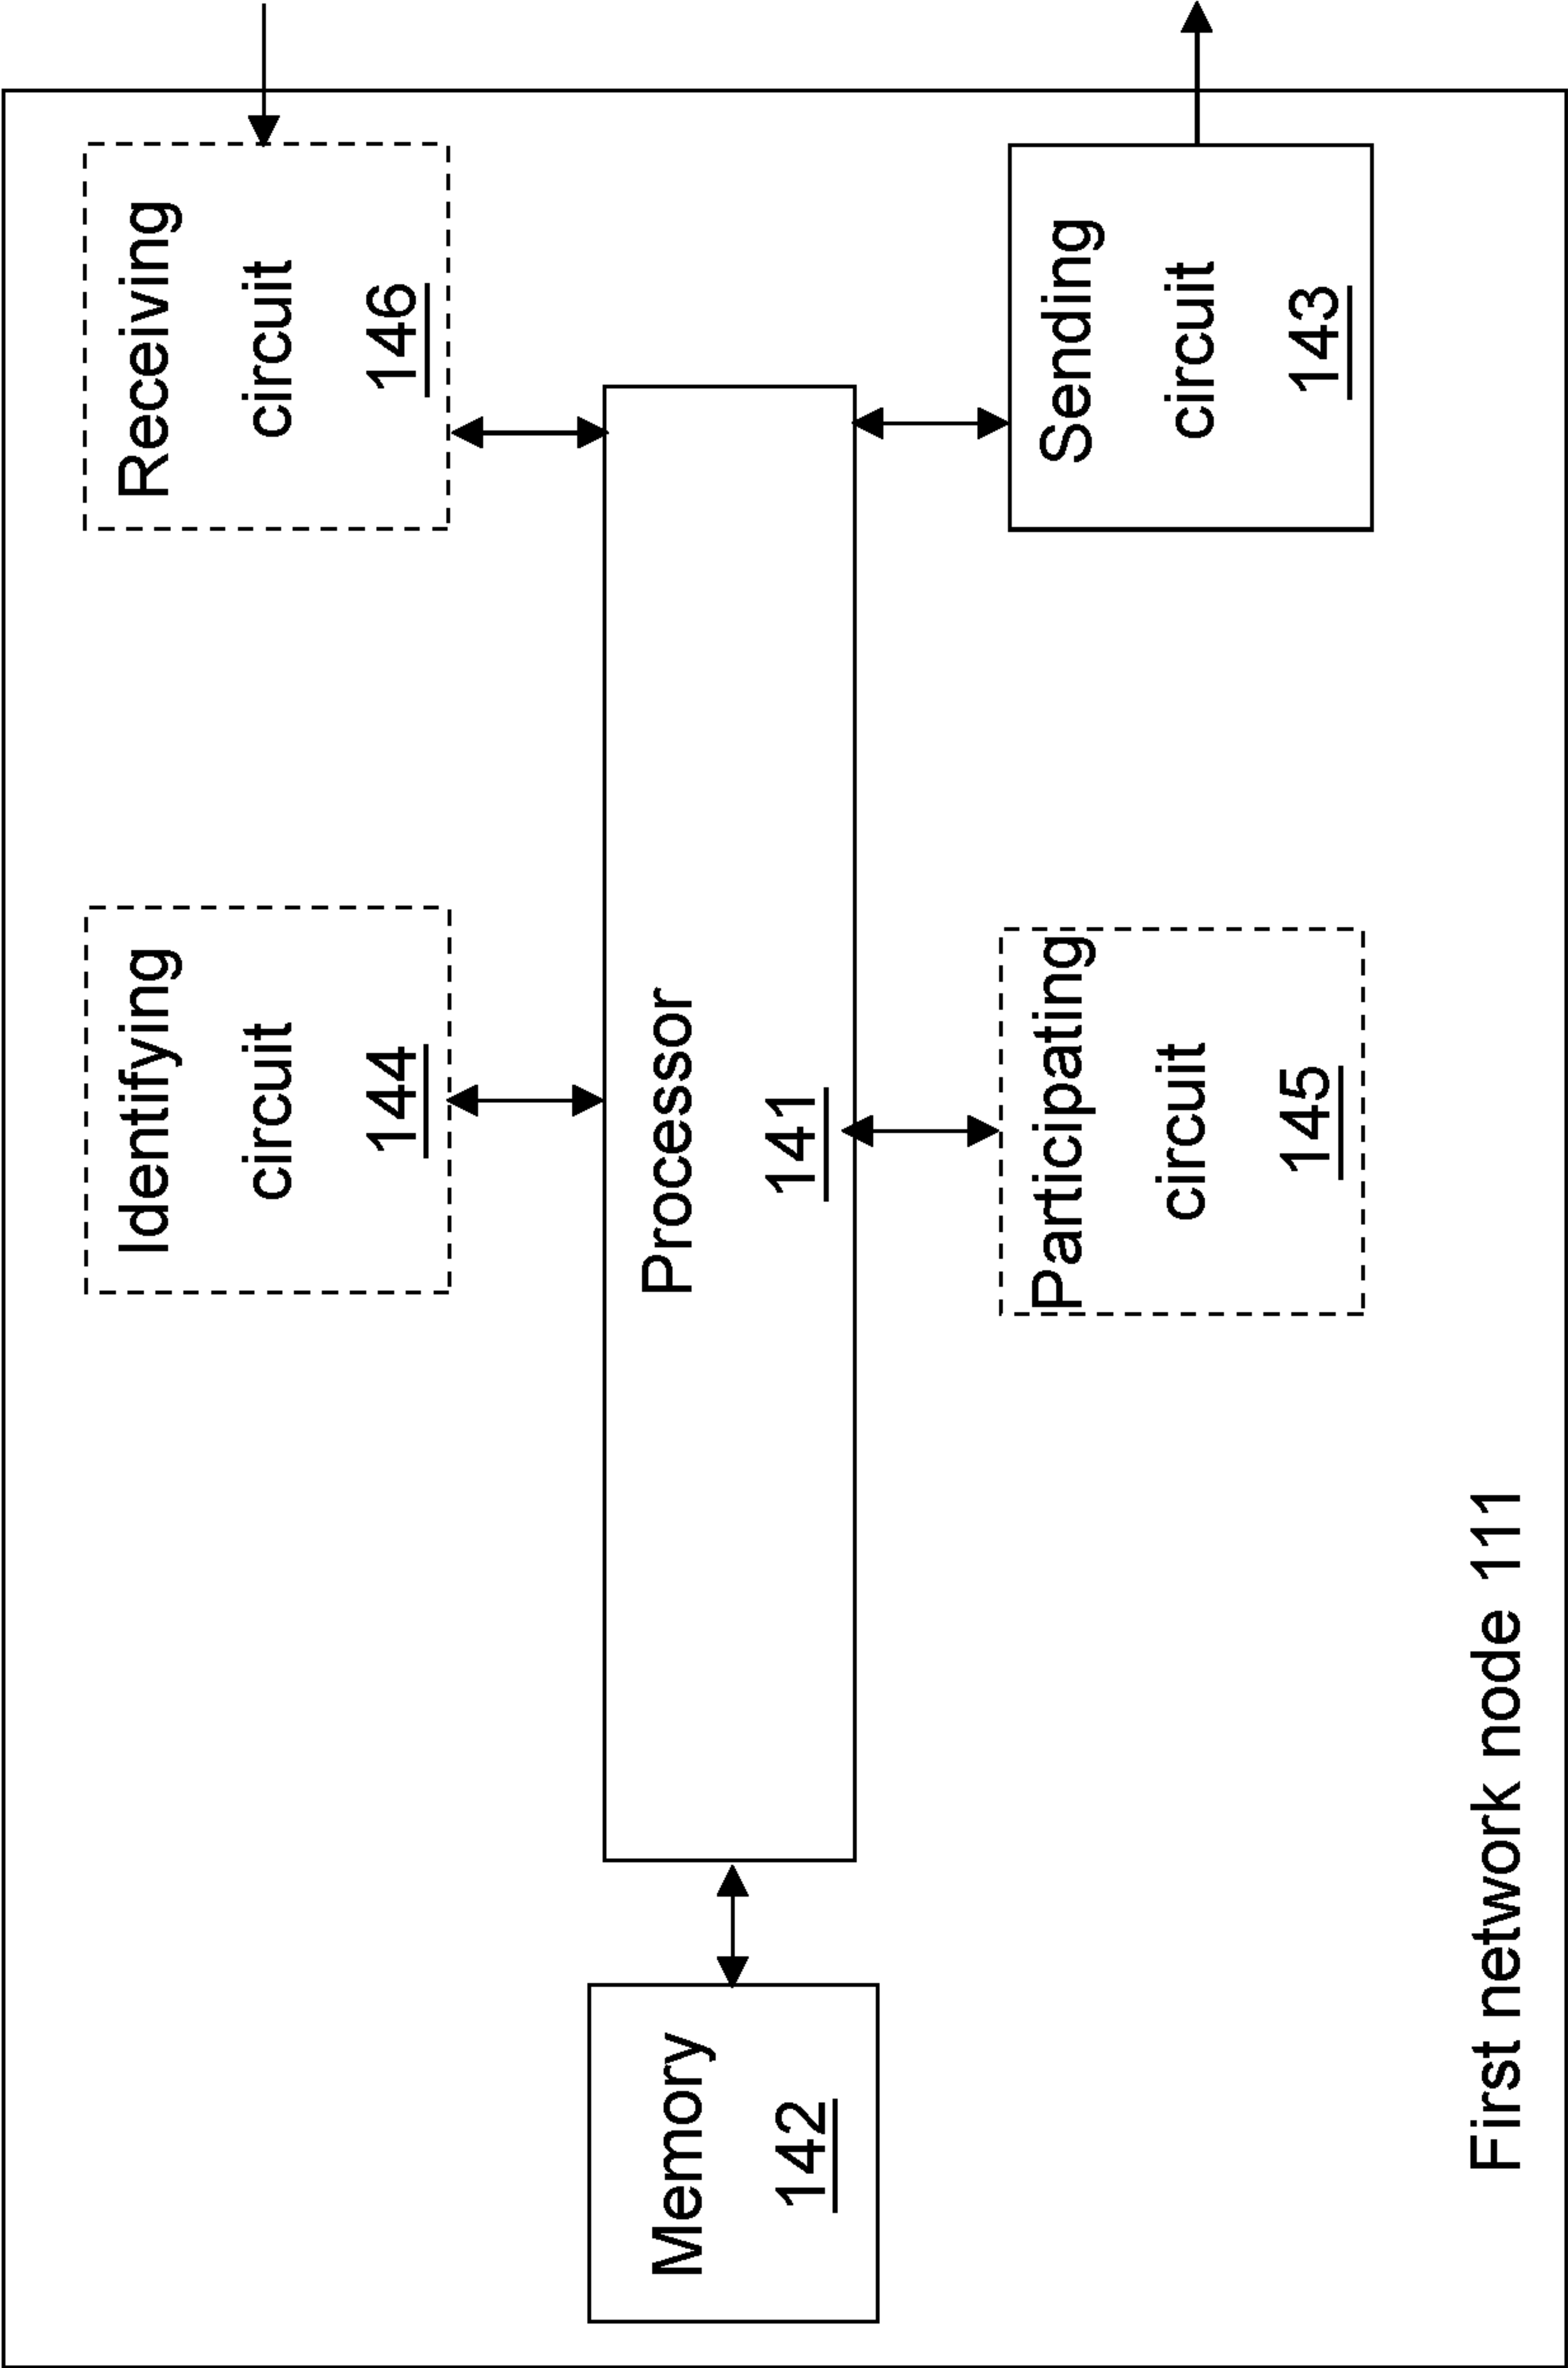 Identifying
circuit
144
Receiving
circuit
146
Memory
142
Processor
141
Participating
circuit
145
Sending
circuit
143
First network node 111